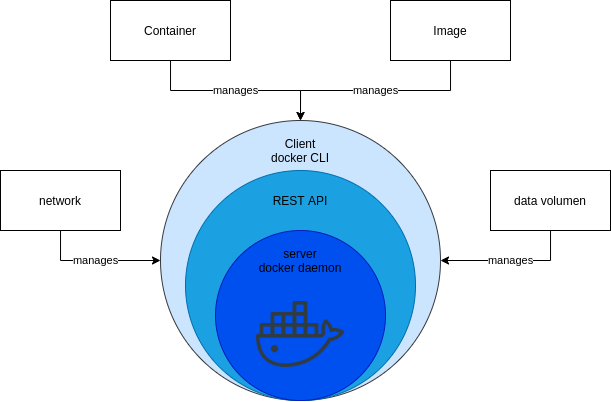 Container
Image
manages
manages
Client
docker CLI
network
REST API
data volumen
manages
server
docker daemon
manages